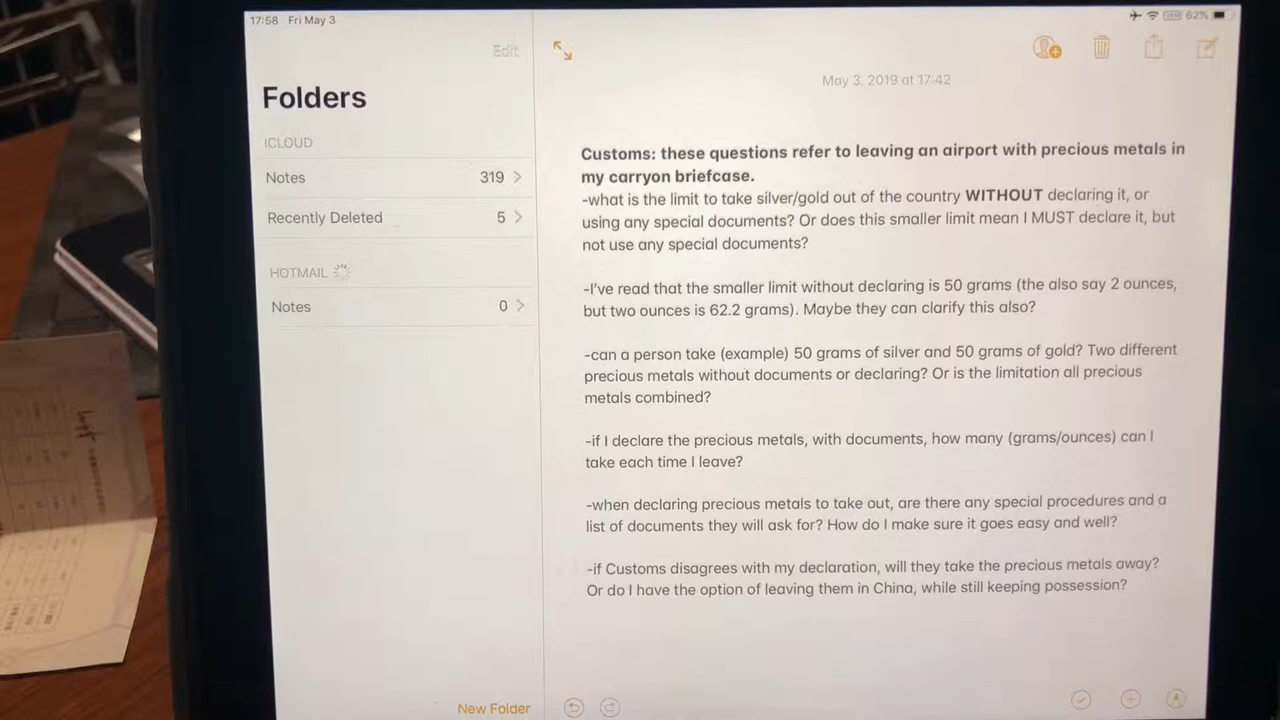 17:58 Fri May 3
62%
Edit
Folders
ICLOUD
Notes 319
Recently Deleted 5
HOTMAIL
Notes 0
New Folder
May 3, 2019 at 17:42
Customs: these questions refer to leaving an airport with precious metals in
my carryon briefcase.
-what is the limit to take silver/gold out of the country WITHOUT declaring it, or
using any special documents? Or does this smaller limit mean I MUST declare it, but
not use any special documents?
-I've read that the smaller limit without declaring is 50 grams (the also say 2 ounces,
but two ounces is 62.2 grams). Maybe they can clarify this also?
-can a person take (example) 50 grams of silver and 50 grams of gold? Two different
precious metals without documents or declaring? Or is the limitation all precious
metals combined?
-if I declare the precious metals, with documents, how many (grams/ounces) can I
take each time I leave?
-when declaring precious metals to take out, are there any special procedures and a
list of documents they will ask for? How do I make sure it goes easy and well?
-if Customs disagrees with my declaration, will they take the precious metals away?
Or do I have the option of leaving them in China, while still keeping possession?